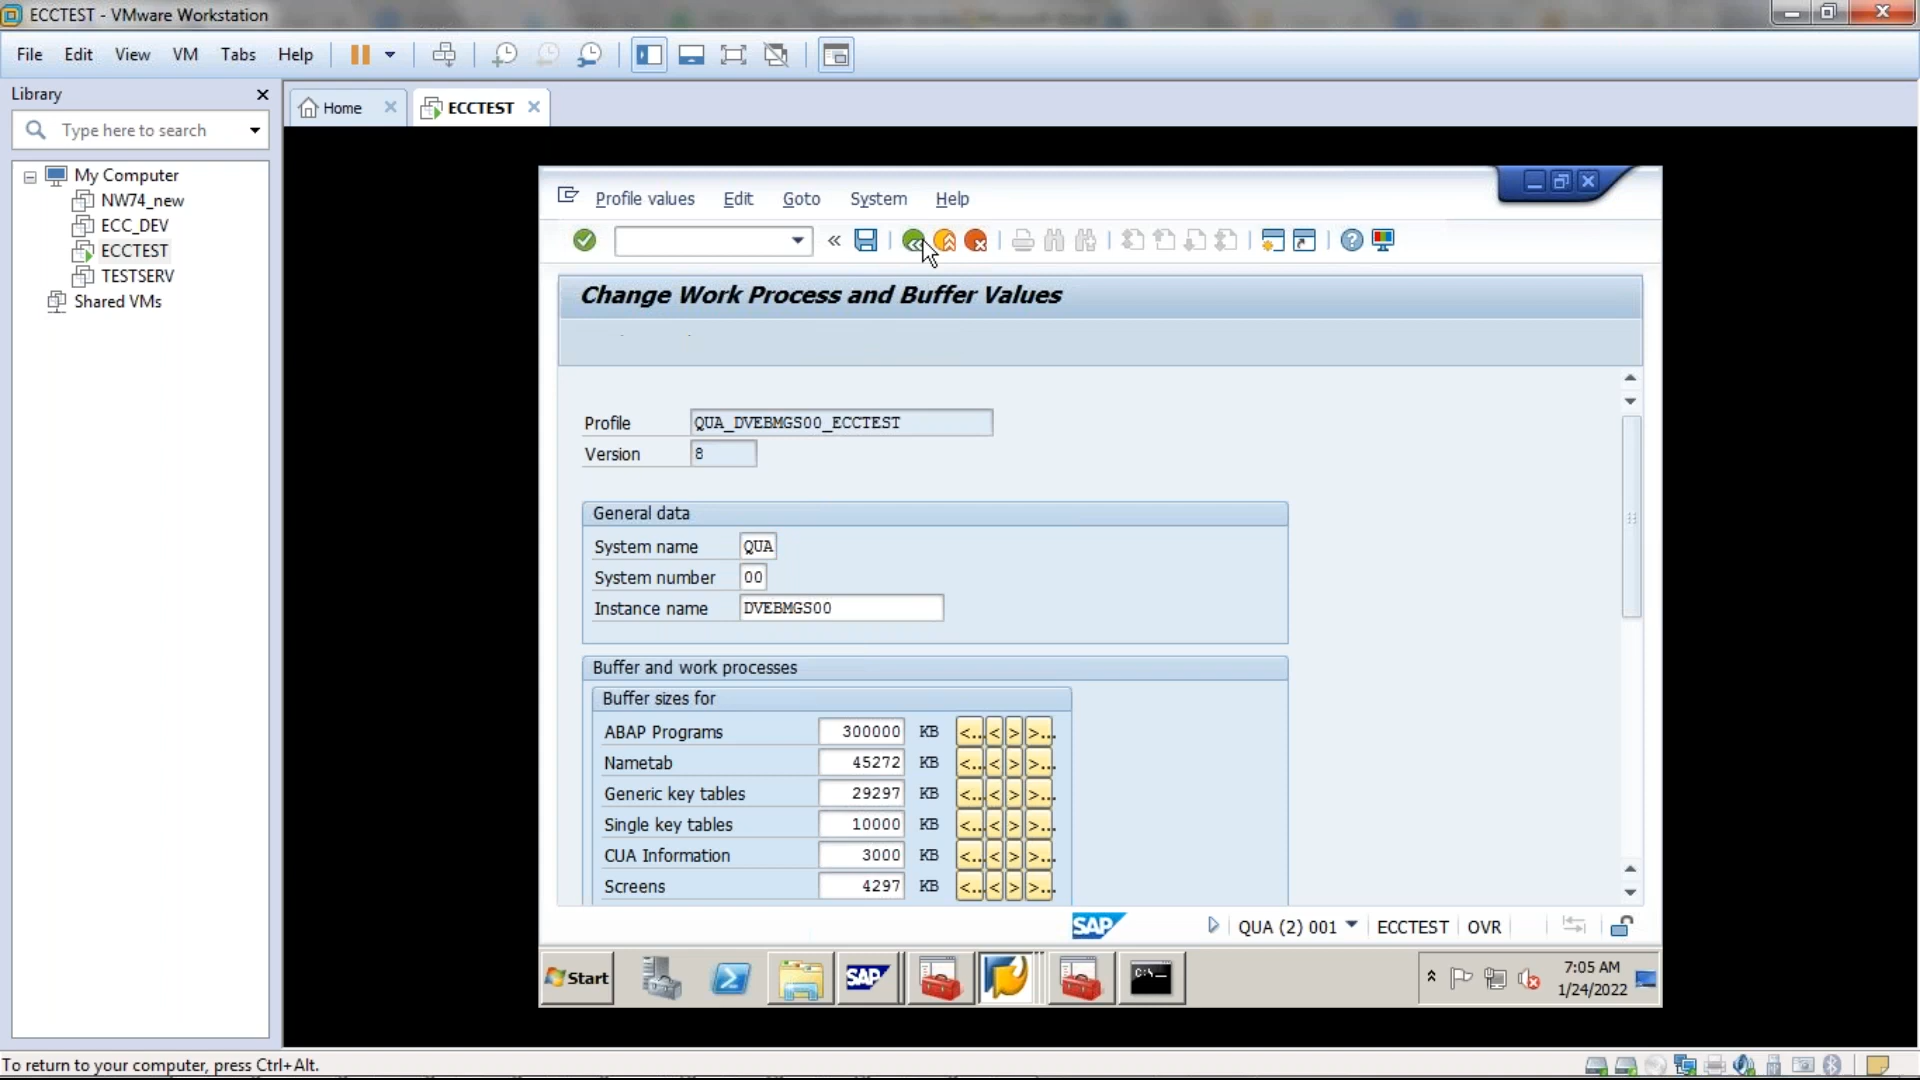 ECCTEST - VMware Workstation
File Edit View VM Tabs Help
Library
Home
ECCTEST
Type here to search
My Computer
NW74_new
ECC_DEV
ECCTEST
TESTSERV
Shared VMs
Profile values Edit Goto System Help
Change Work Process and Buffer Values
Profile QUA_DVEBMGS00_ECCTEST
Version 8
General data
System name QUA
System number 00
Instance name DVEBMGS00
Buffer and work processes
Buffer sizes for
ABAP Programs 300000 KB <.. < > >...
Nametab 45272 KB <.. < > >...
Generic key tables 29297 KB <.. < > >...
Single key tables 10000 KB <.. < > >...
CUA Information 3000 KB <.. < > >...
Screens 4297 KB <.. < > >...
SAP QUA (2) 001 ECCTEST OVR
Start SAP C:\_ 7:05 AM
1/24/2022
To return to your computer, press Ctrl+Alt.